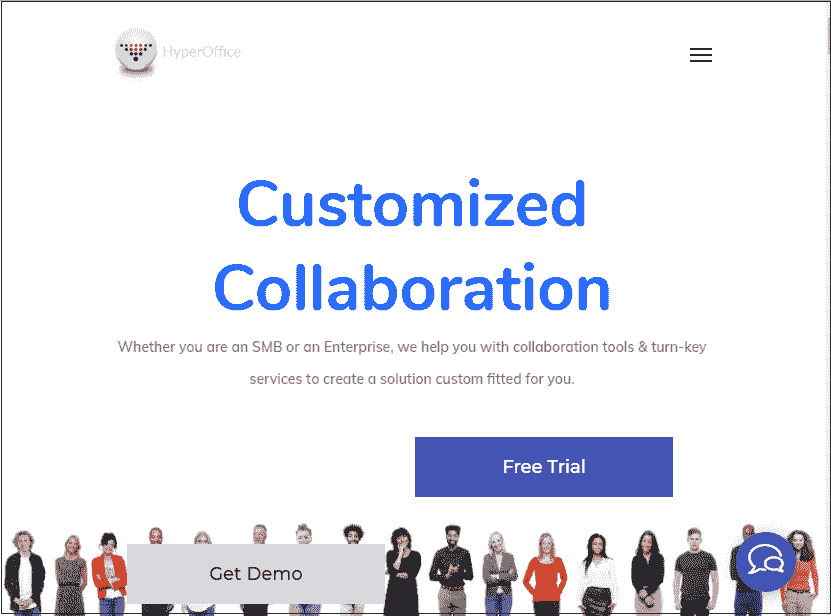 HyperOffice
Customized
Collaboration
Whether you are an SMB or an Enterprise, we help you with collaboration tools & turn-key
services to create a solution custom fitted for you.
Free Trial
Get Demo